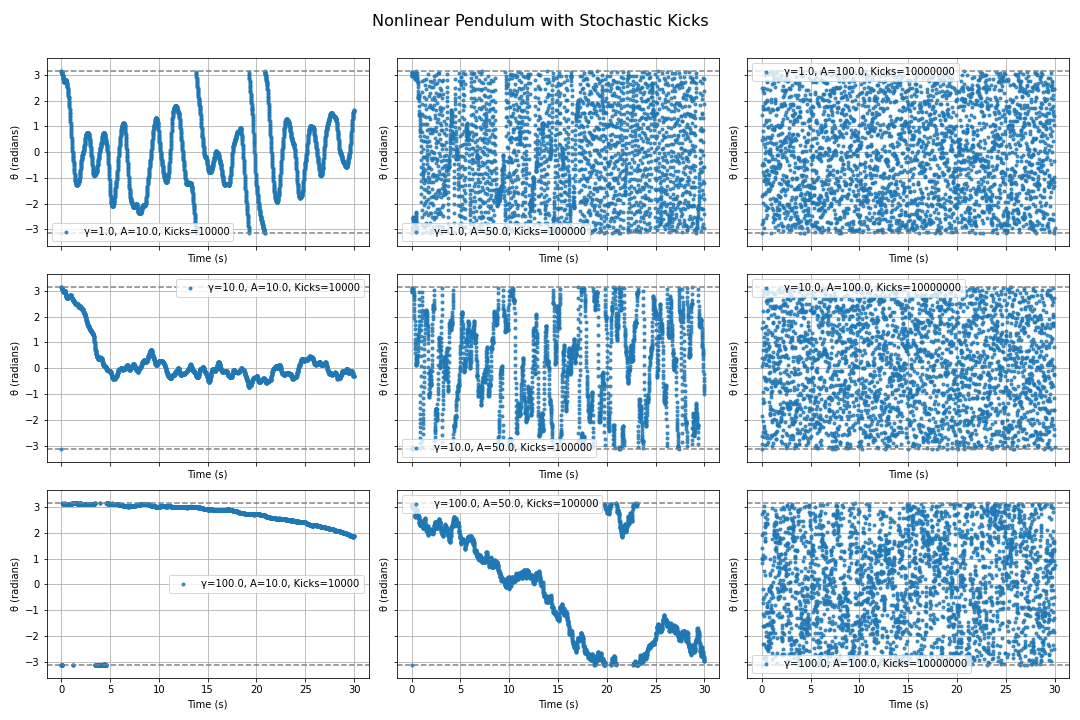 Nonlinear Pendulum with Stochastic Kicks
θ (radians)
3
2
1
0
−1
−2
−3
γ=1.0, A=10.0, Kicks=10000
Time (s)
θ (radians)
γ=1.0, A=50.0, Kicks=100000
Time (s)
θ (radians)
γ=1.0, A=100.0, Kicks=10000000
Time (s)
θ (radians)
3
2
1
0
−1
−2
−3
γ=10.0, A=10.0, Kicks=10000
Time (s)
θ (radians)
γ=10.0, A=50.0, Kicks=100000
Time (s)
θ (radians)
γ=10.0, A=100.0, Kicks=10000000
Time (s)
θ (radians)
3
2
1
0
−1
−2
−3
γ=100.0, A=10.0, Kicks=10000
0 5 10 15 20 25 30
Time (s)
θ (radians)
γ=100.0, A=50.0, Kicks=100000
0 5 10 15 20 25 30
Time (s)
θ (radians)
γ=100.0, A=100.0, Kicks=10000000
0 5 10 15 20 25 30
Time (s)